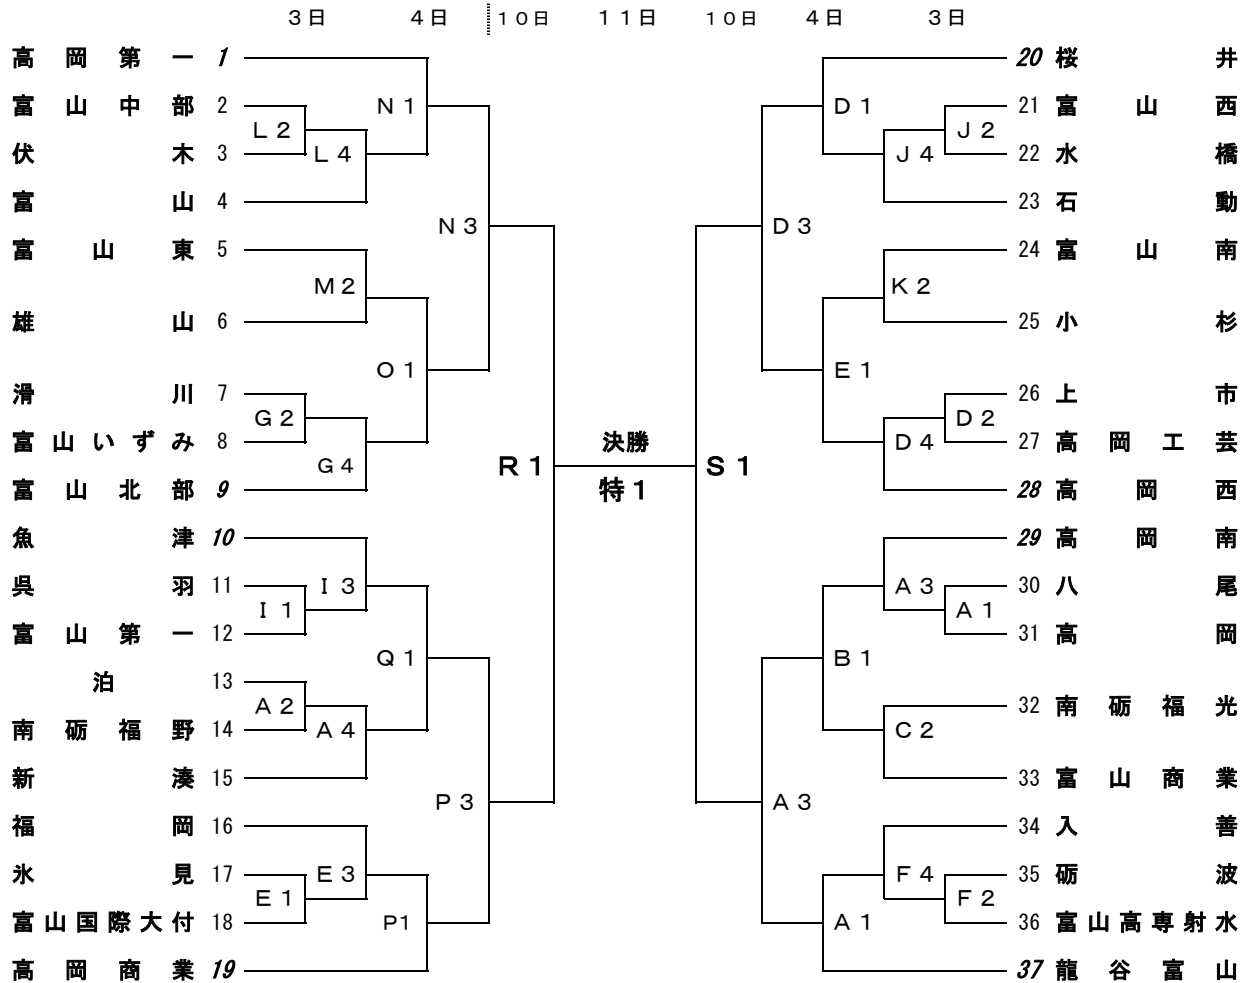 3日 4日 10日 11日 10日 4日 3日
高岡第一 1 20 桜井
富山中部 2 N1 D1 21 富山西
L2 J2
伏木 3 L4 J4 22 水橋
富山 4 23 石動
N3 D3
富山東 5 24 富山南
M2 K2
雄山 6 25 小杉
O1 E1
滑川 7 26 上市
G2 D2
富山いずみ 8 決勝 D4 27 高岡工芸
G4 R1 S1
富山北部 9 特1 28 高岡西
魚津 10 29 高岡南
呉羽 11 I3 A3 30 八尾
I1 A1
富山第一 12 31 高岡
Q1 B1
泊 13
A2 32 南砺福光
南砺福野 14 A4 C2
新湊 15 33 富山商業
P3 A3
福岡 16 34 入善
氷見 17 E3 F4 35 砺波
E1 F2
富山国際大付 18 P1 A1 36 富山高専射水
高岡商業 19 37 龍谷富山